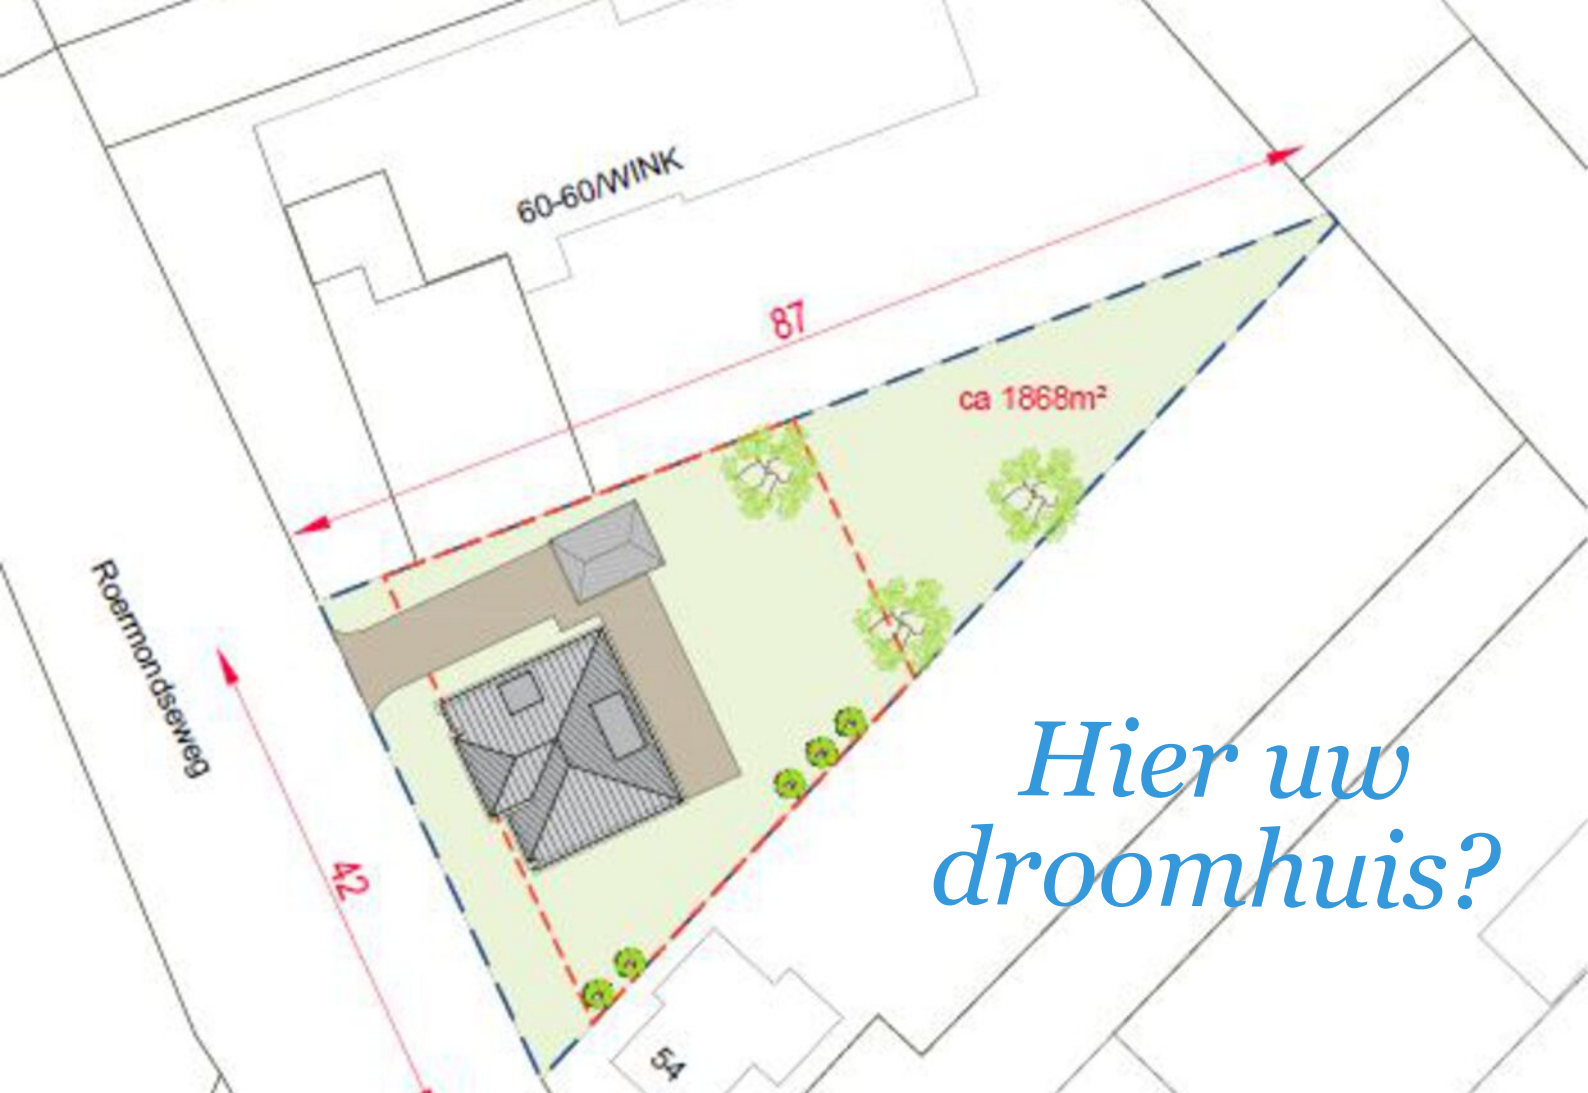 60-60/WINK
87
ca 1868m²
Roermondseweg
42
Hier uw
droomhuis?
54